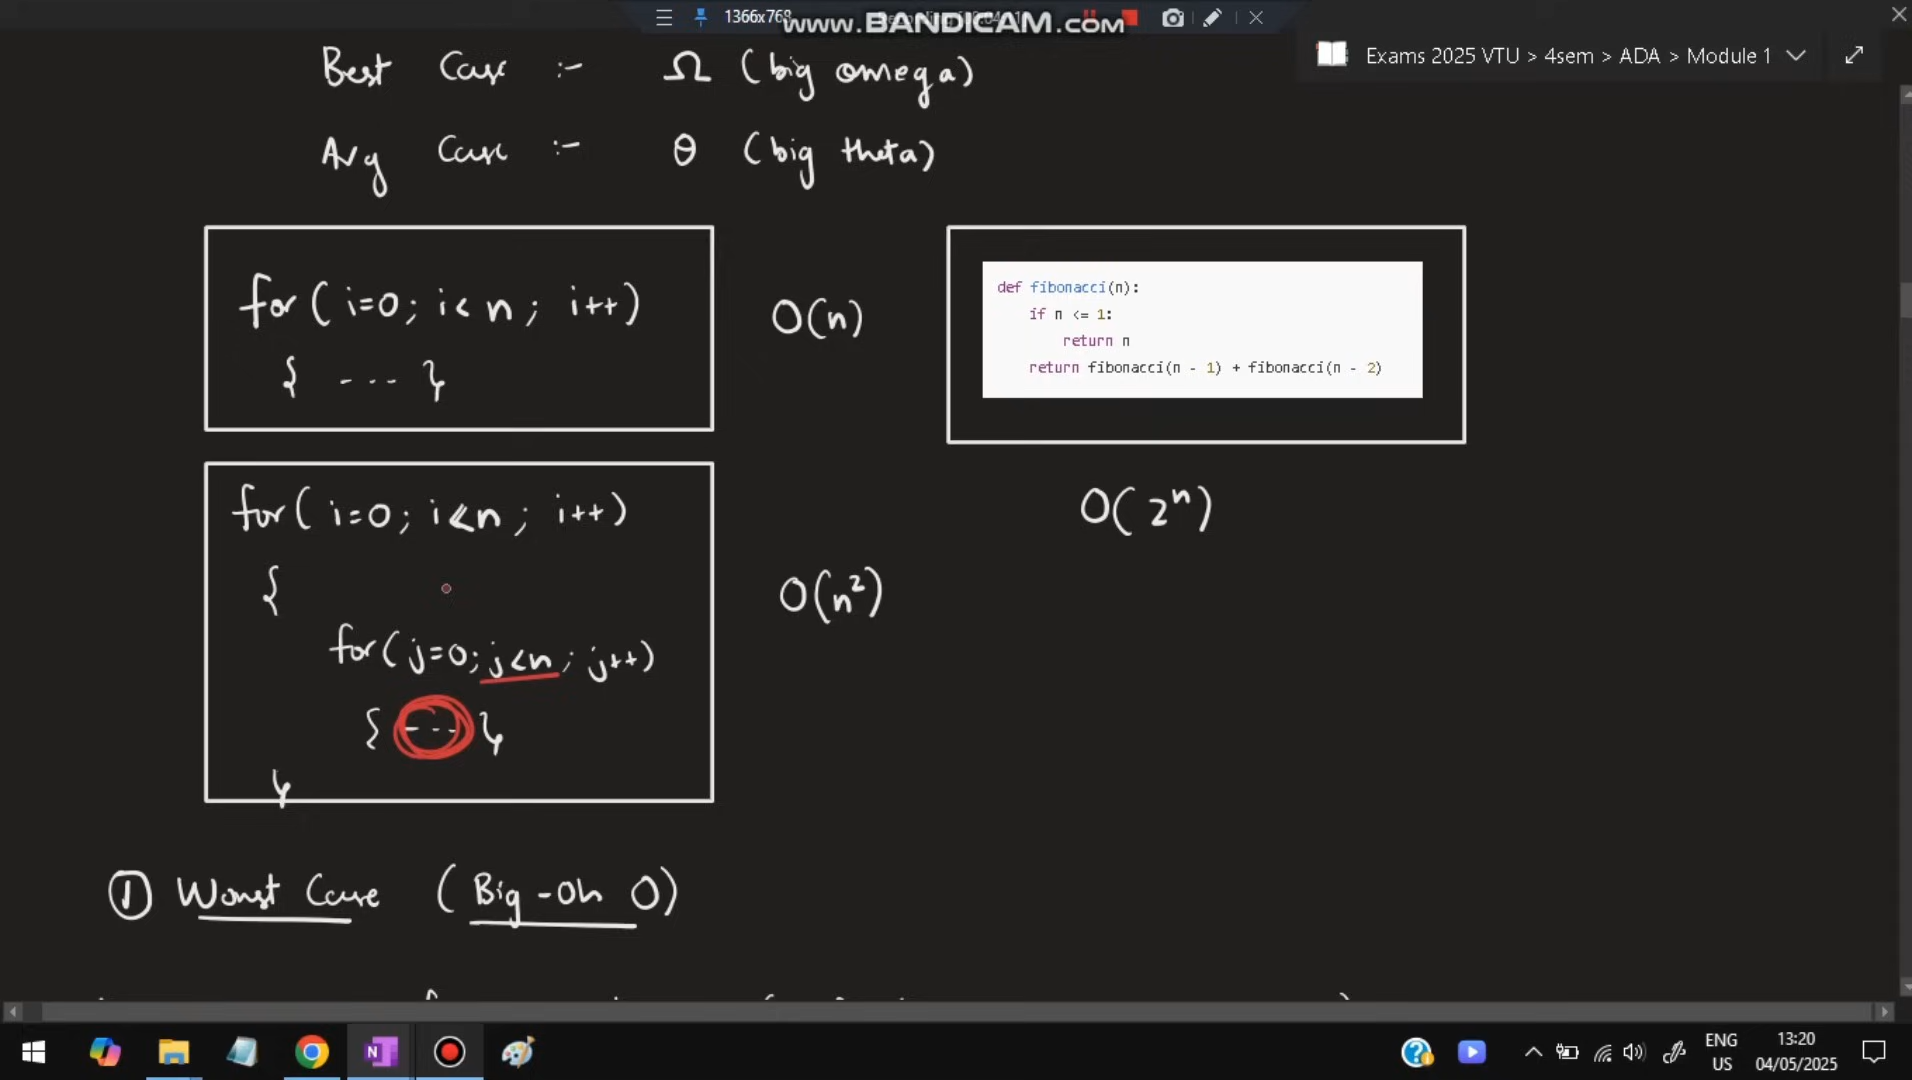 1366x768
www.BANDICAM.com
Exams 2025 VTU > 4sem > ADA > Module 1
Best Case :- Ω (big omega)
Avg Case :- θ (big theta)
for( i=0; i< n; i++)
{ --- }
O(n)
def fibonacci(n):
if n <= 1:
return n
return fibonacci(n - 1) + fibonacci(n - 2)
O(2ⁿ)
for( i=0; i<n; i++)
{
for( j=0; j<n; j++)
{ --- }
}
O(n²)
① Worst Case (Big-Oh O)
ENG
US
13:20
04/05/2025